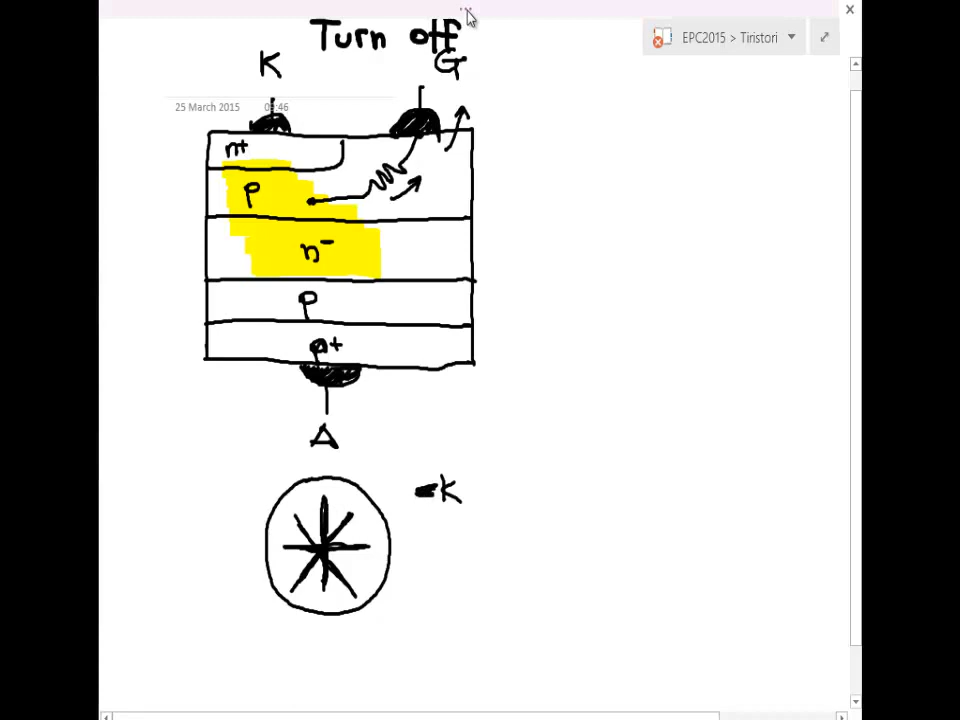 Turn off
EPC2015 > Tiristori
K
G
25 March 2015
n+
p
n-
p
p+
A
K